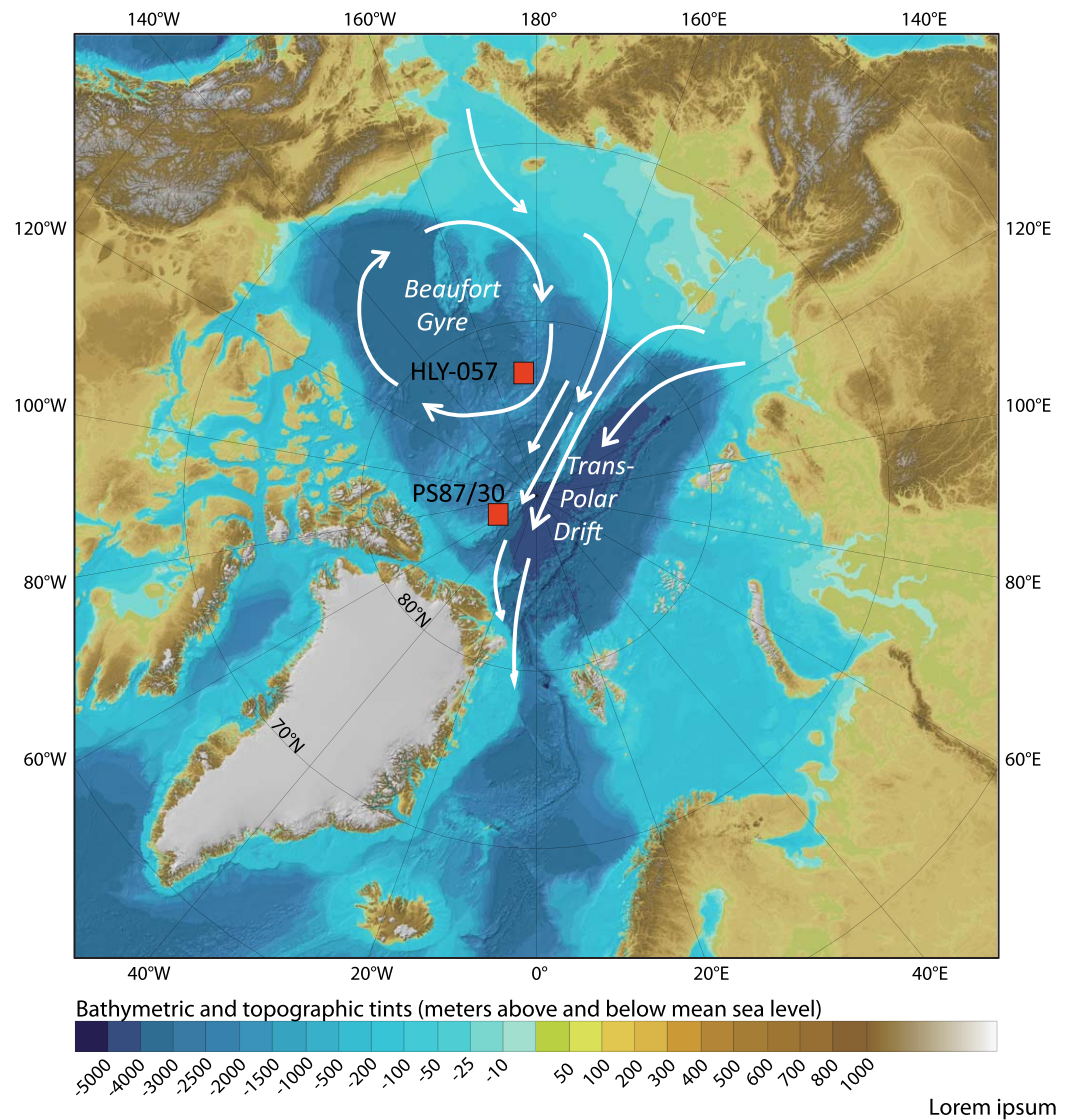 140°W 160°W 180° 160°E 140°E
120°W
120°E
Beaufort
Gyre
HLY-057
100°W
100°E
Trans-
Polar
Drift
PS87/30
80°W
80°E
80°N
70°N
60°W
60°E
40°W 20°W 0° 20°E 40°E
Bathymetric and topographic tints (meters above and below mean sea level)
-5000 -4000 -3000 -2500 -2000 -1500 -1000 -500 -200 -100 -50 -25 -10 50 100 200 300 400 500 600 700 800 1000
Lorem ipsum